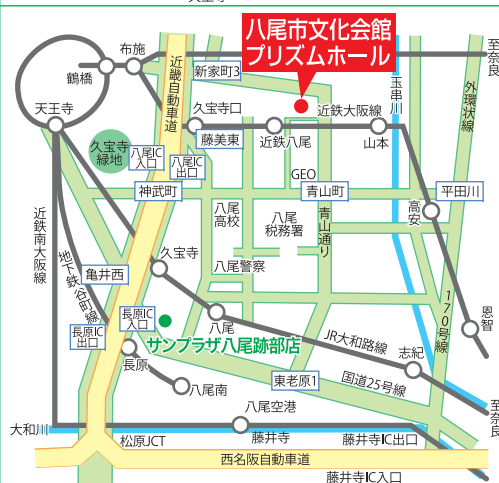 天王寺
八尾市文化会館
プリズムホール
至奈良
布施
鶴橋
近畿自動車道
新家町3
玉串川
外環状線
天王寺
久宝寺口
近鉄大阪線
藤美東
近鉄八尾
山本
久宝寺
緑地
八尾IC
入口
八尾IC
出口
GEO
神武町
青山町
平田川
八尾
高校
八尾
税務署
青山通り
高安
近鉄南大阪線
地下鉄谷町線
久宝寺
八尾警察
亀井西
170号線
恩智
長原IC
入口
長原IC
出口
八尾
サンプラザ八尾跡部店
JR大和路線
志紀
長原
八尾南
東老原1
国道25号線
至奈良
八尾空港
大和川
松原JCT
藤井寺
藤井寺IC出口
西名阪自動車道
藤井寺IC入口